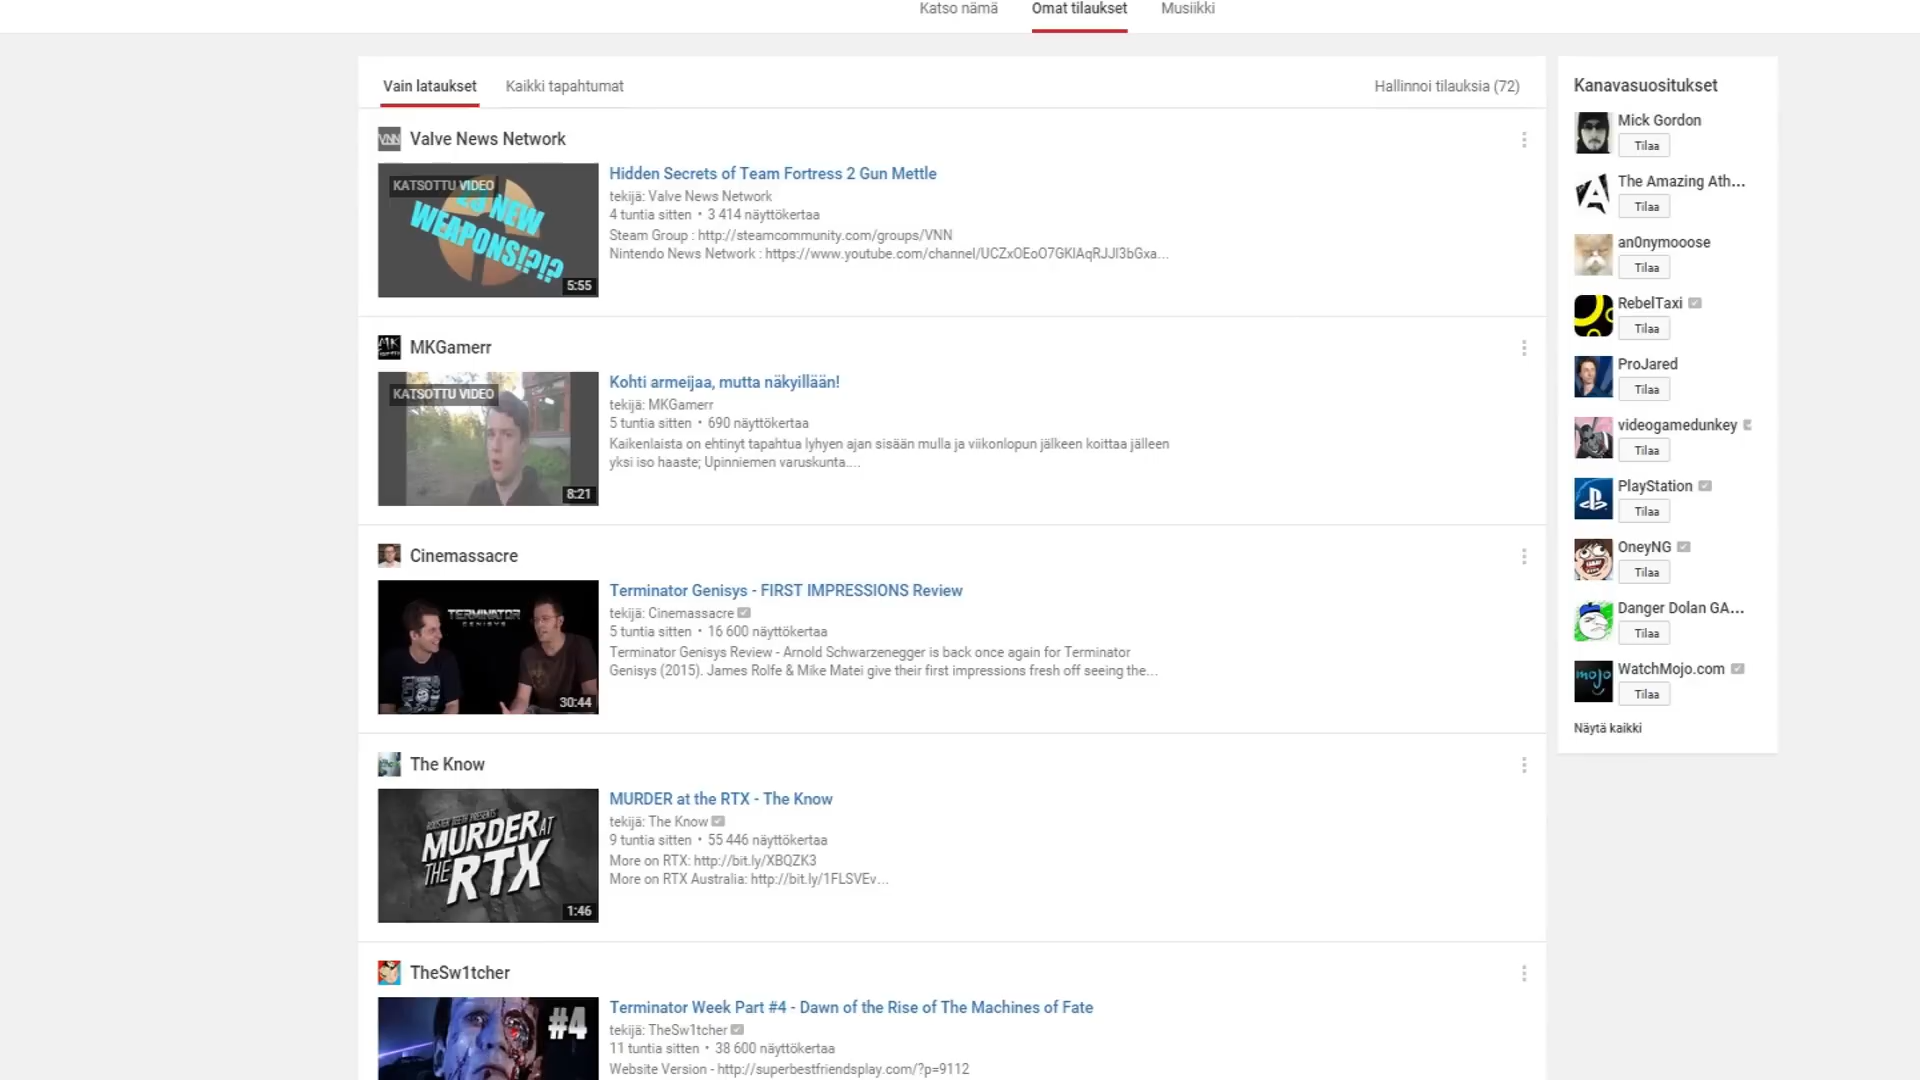 Katso nämä Omat tilaukset Musiikki
Vain lataukset Kaikki tapahtumat Hallinnoi tilauksia (72)
VNN Valve News Network
KATSOTTU VIDEO
NEW
WEAPONS!?!?
5:55
Hidden Secrets of Team Fortress 2 Gun Mettle
tekijä: Valve News Network
4 tuntia sitten • 3 414 näyttökertaa
Steam Group : http://steamcommunity.com/groups/VNN
Nintendo News Network : https://www.youtube.com/channel/UCZxOEoO7GKIAqRJJI3bGxa...
MKGamerr
KATSOTTU VIDEO
8:21
Kohti armeijaa, mutta näkyillään!
tekijä: MKGamerr
5 tuntia sitten • 690 näyttökertaa
Kaikenlaista on ehtinyt tapahtua lyhyen ajan sisään mulla ja viikonlopun jälkeen koittaa jälleen
yksi iso haaste; Upinniemen varuskunta....
Cinemassacre
TERMINATOR
GENISYS
30:44
Terminator Genisys - FIRST IMPRESSIONS Review
tekijä: Cinemassacre
5 tuntia sitten • 16 600 näyttökertaa
Terminator Genisys Review - Arnold Schwarzenegger is back once again for Terminator
Genisys (2015). James Rolfe & Mike Matei give their first impressions fresh off seeing the...
The Know
ROOSTER TEETH PRESENTS
MURDER AT
THE RTX
1:46
MURDER at the RTX - The Know
tekijä: The Know
9 tuntia sitten • 55 446 näyttökertaa
More on RTX: http://bit.ly/XBQZK3
More on RTX Australia: http://bit.ly/1FLSVEv...
TheSw1tcher
#4
Terminator Week Part #4 - Dawn of the Rise of The Machines of Fate
tekijä: TheSw1tcher
11 tuntia sitten • 38 600 näyttökertaa
Website Version - http://superbestfriendsplay.com/?p=9112
Kanavasuositukset
Mick Gordon
Tilaa
The Amazing Ath...
Tilaa
an0nymooose
Tilaa
RebelTaxi
Tilaa
ProJared
Tilaa
videogamedunkey
Tilaa
PlayStation
Tilaa
OneyNG
Tilaa
Danger Dolan GA...
Tilaa
mojo WatchMojo.com
Tilaa
Näytä kaikki